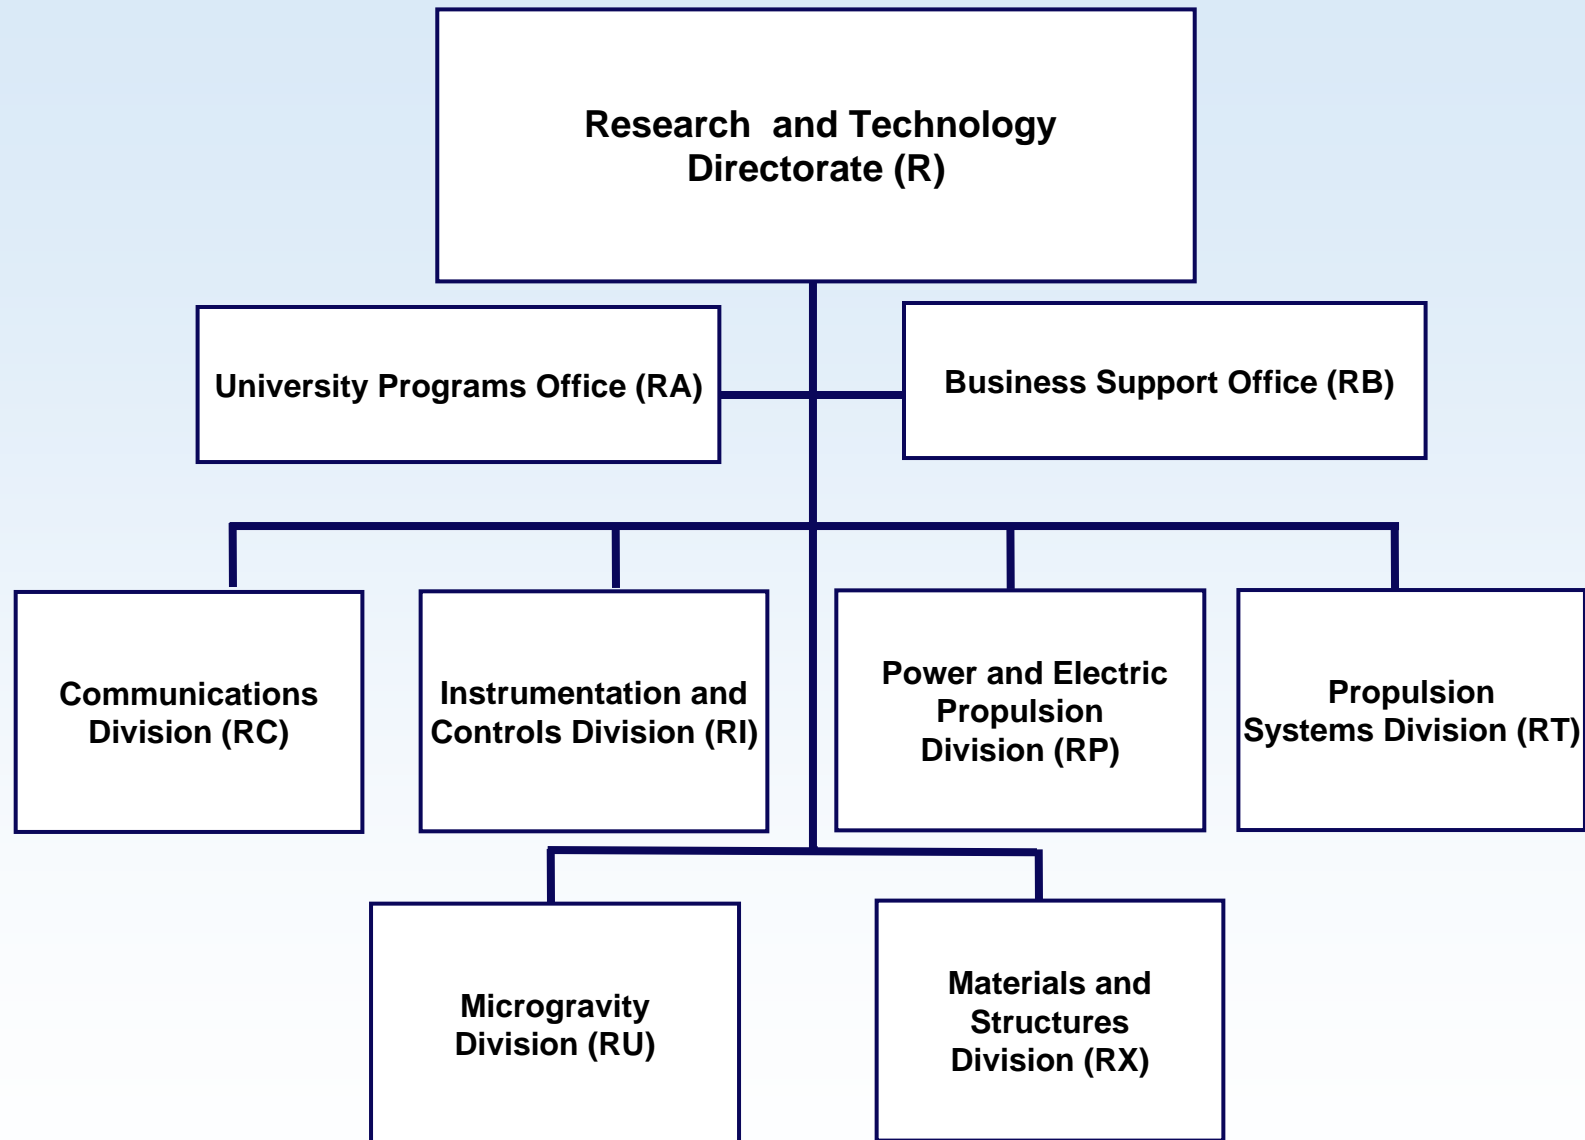 Research and Technology
Directorate (R)
University Programs Office (RA)
Business Support Office (RB)
Communications
Division (RC)
Instrumentation and
Controls Division (RI)
Power and Electric
Propulsion
Division (RP)
Propulsion
Systems Division (RT)
Microgravity
Division (RU)
Materials and
Structures
Division (RX)